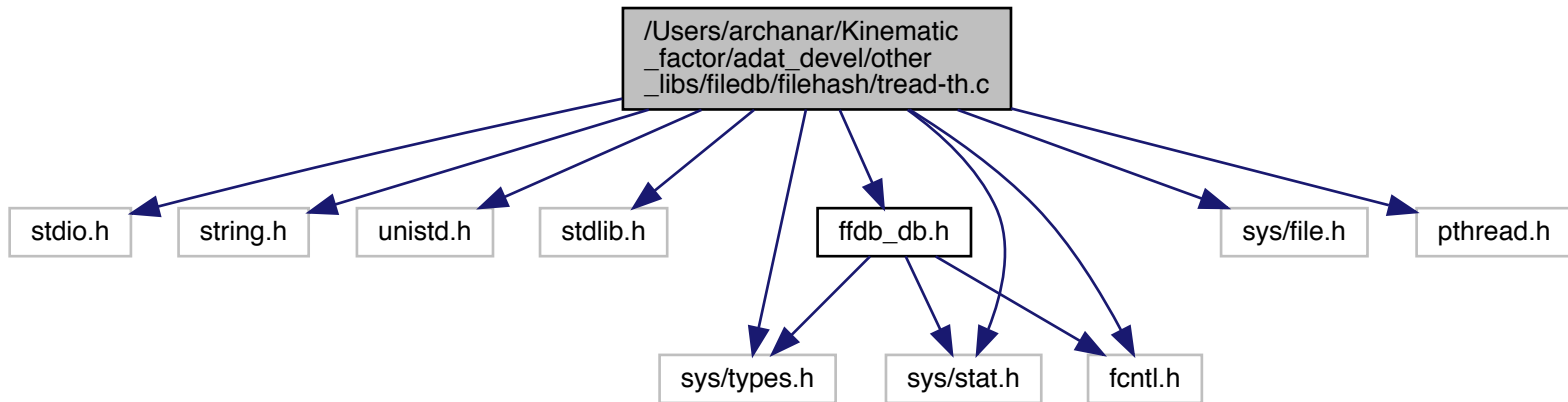 /Users/archanar/Kinematic
_factor/adat_devel/other
_libs/filedb/filehash/tread-th.c
stdio.h
string.h
unistd.h
stdlib.h
ffdb_db.h
sys/file.h
pthread.h
sys/types.h
sys/stat.h
fcntl.h